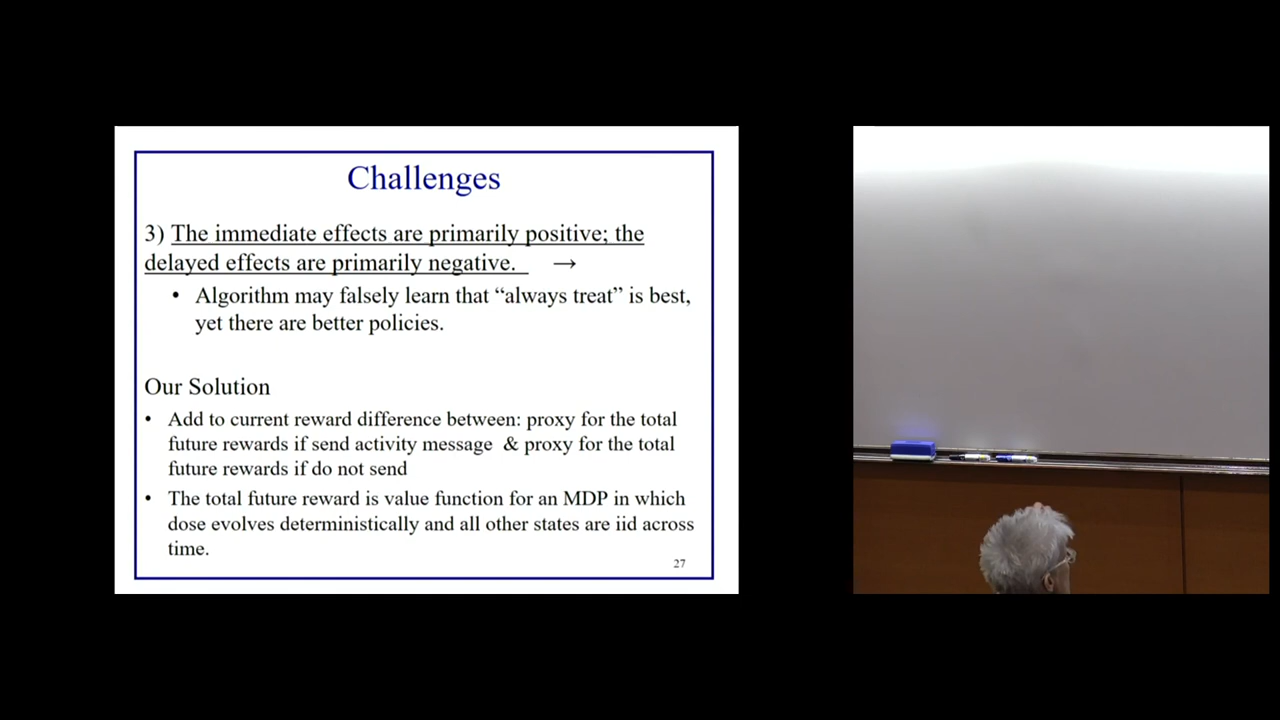 Challenges
3) The immediate effects are primarily positive; the
delayed effects are primarily negative. →
• Algorithm may falsely learn that “always treat” is best,
yet there are better policies.
Our Solution
• Add to current reward difference between: proxy for the total
future rewards if send activity message & proxy for the total
future rewards if do not send
• The total future reward is value function for an MDP in which
dose evolves deterministically and all other states are iid across
time.
27